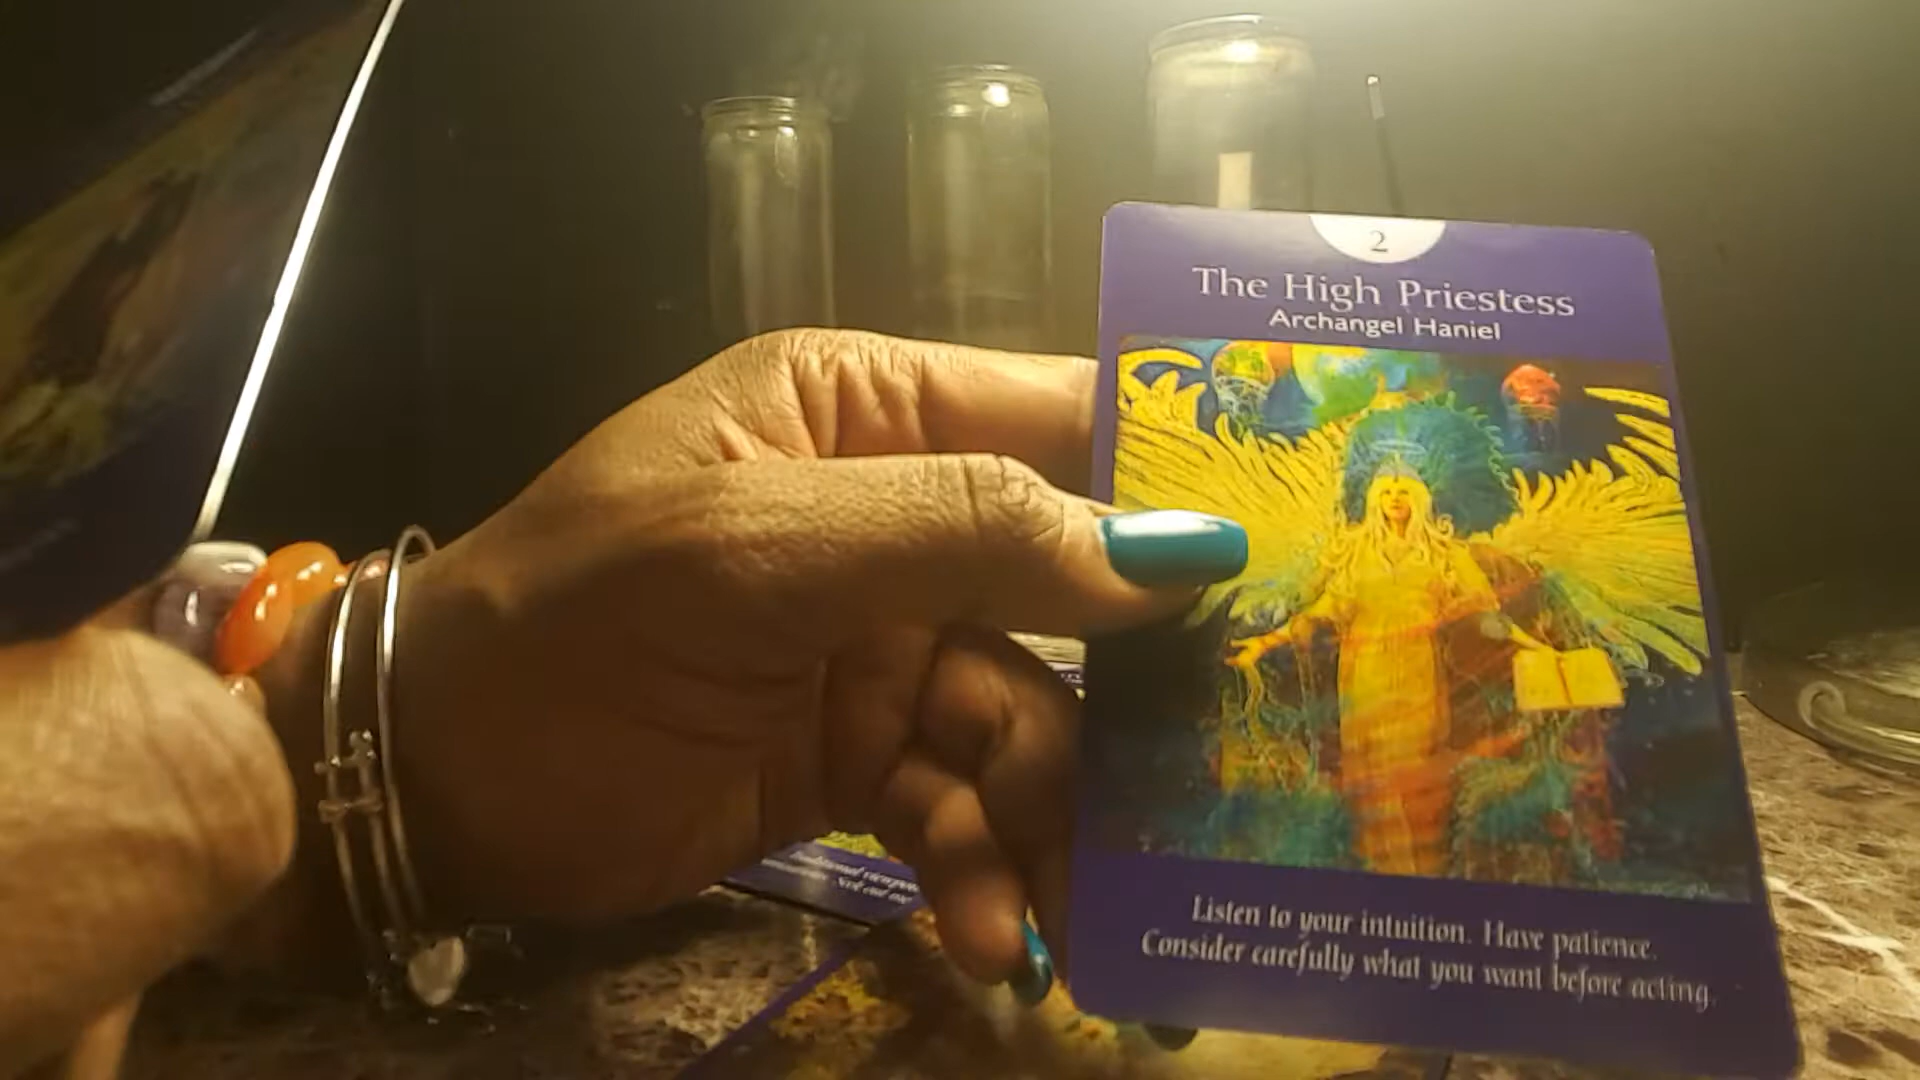 2
The High Priestess
Archangel Haniel
Listen to your intuition. Have patience.
Consider carefully what you want before acting.